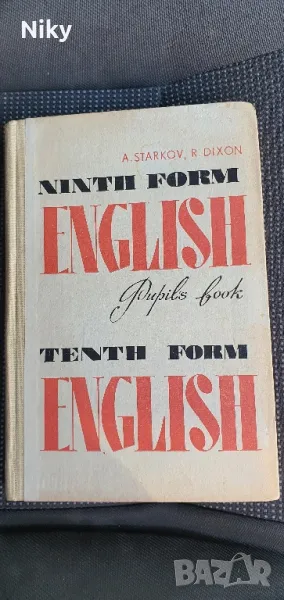 Niky
A. STARKOV, R. DIXON
NINTH FORM
ENGLISH
Pupil's book
TENTH FORM
ENGLISH
BAZAR